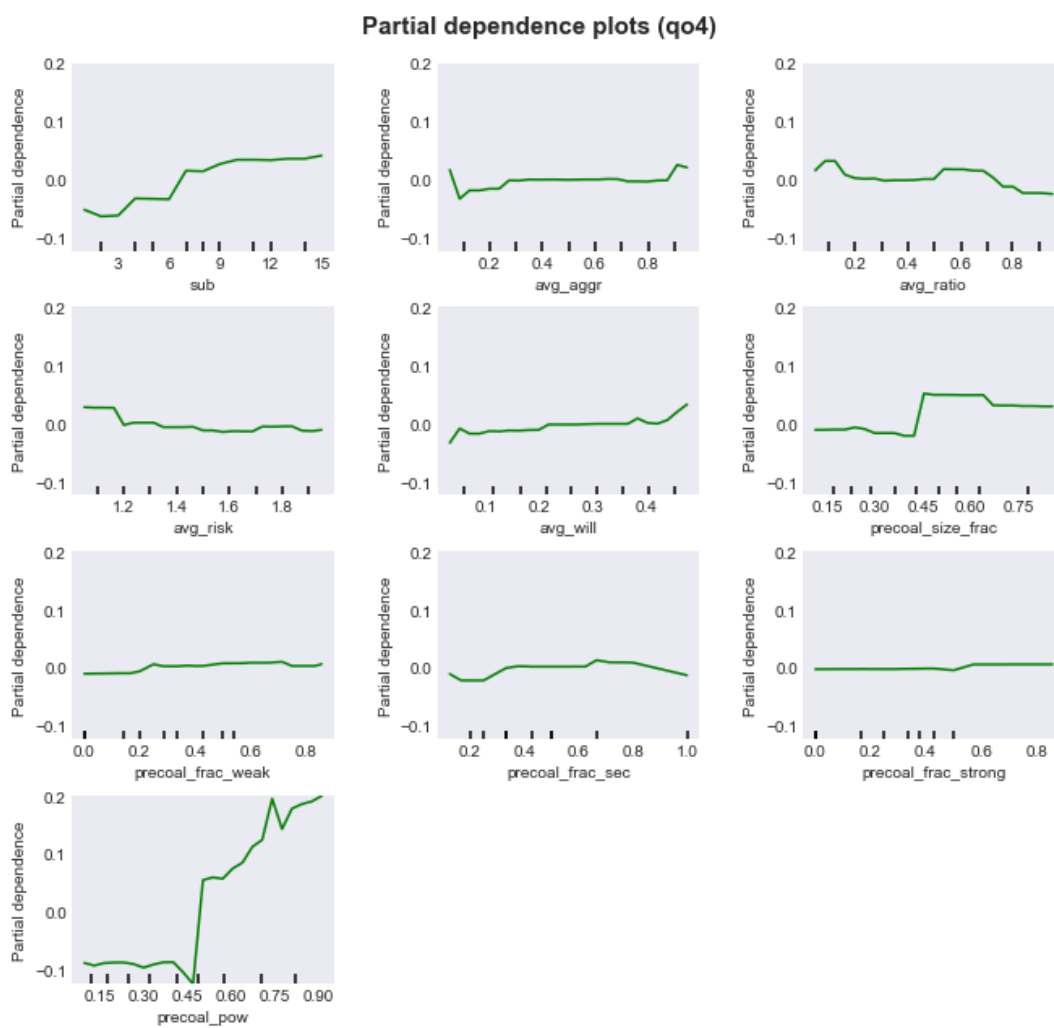 Partial dependence plots (qo4)
0.2
0.1
0.0
−0.1
Partial dependence
3 6 9 12 15
sub
0.2
0.1
0.0
−0.1
Partial dependence
0.2 0.4 0.6 0.8
avg_aggr
0.2
0.1
0.0
−0.1
Partial dependence
0.2 0.4 0.6 0.8
avg_ratio
0.2
0.1
0.0
−0.1
Partial dependence
1.2 1.4 1.6 1.8
avg_risk
0.2
0.1
0.0
−0.1
Partial dependence
0.1 0.2 0.3 0.4
avg_will
0.2
0.1
0.0
−0.1
Partial dependence
0.15 0.30 0.45 0.60 0.75
precoal_size_frac
0.2
0.1
0.0
−0.1
Partial dependence
0.0 0.2 0.4 0.6 0.8
precoal_frac_weak
0.2
0.1
0.0
−0.1
Partial dependence
0.2 0.4 0.6 0.8 1.0
precoal_frac_sec
0.2
0.1
0.0
−0.1
Partial dependence
0.0 0.2 0.4 0.6 0.8
precoal_frac_strong
0.2
0.1
0.0
−0.1
Partial dependence
0.15 0.30 0.45 0.60 0.75 0.90
precoal_pow